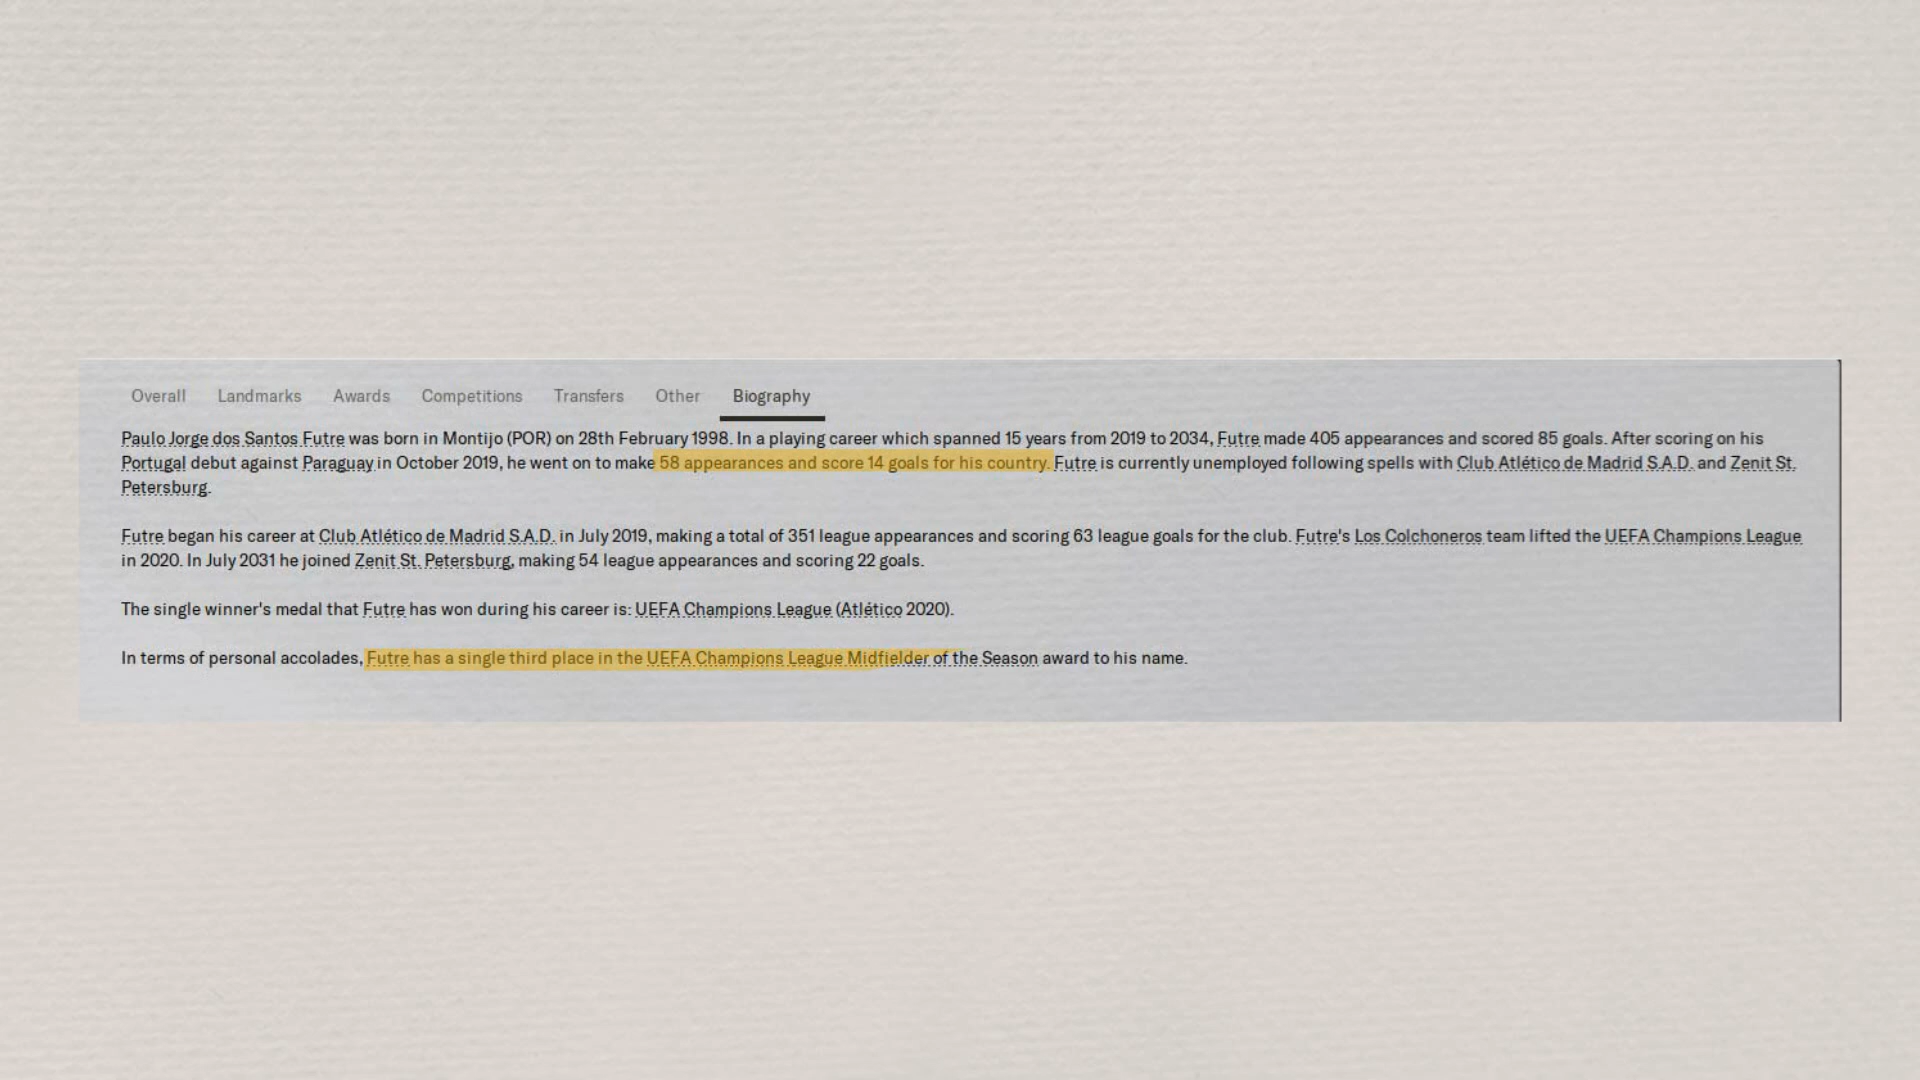 Overall Landmarks Awards Competitions Transfers Other Biography
Paulo Jorge dos Santos Futre was born in Montijo (POR) on 28th February 1998. In a playing career which spanned 15 years from 2019 to 2034, Futre made 405 appearances and scored 85 goals. After scoring on his
Portugal debut against Paraguay in October 2019, he went on to make 58 appearances and score 14 goals for his country. Futre is currently unemployed following spells with Club Atlético de Madrid S.A.D. and Zenit St.
Petersburg.
Futre began his career at Club Atlético de Madrid S.A.D. in July 2019, making a total of 351 league appearances and scoring 63 league goals for the club. Futre's Los Colchoneros team lifted the UEFA Champions League
in 2020. In July 2031 he joined Zenit St. Petersburg, making 54 league appearances and scoring 22 goals.
The single winner's medal that Futre has won during his career is: UEFA Champions League (Atlético 2020).
In terms of personal accolades, Futre has a single third place in the UEFA Champions League Midfielder of the Season award to his name.